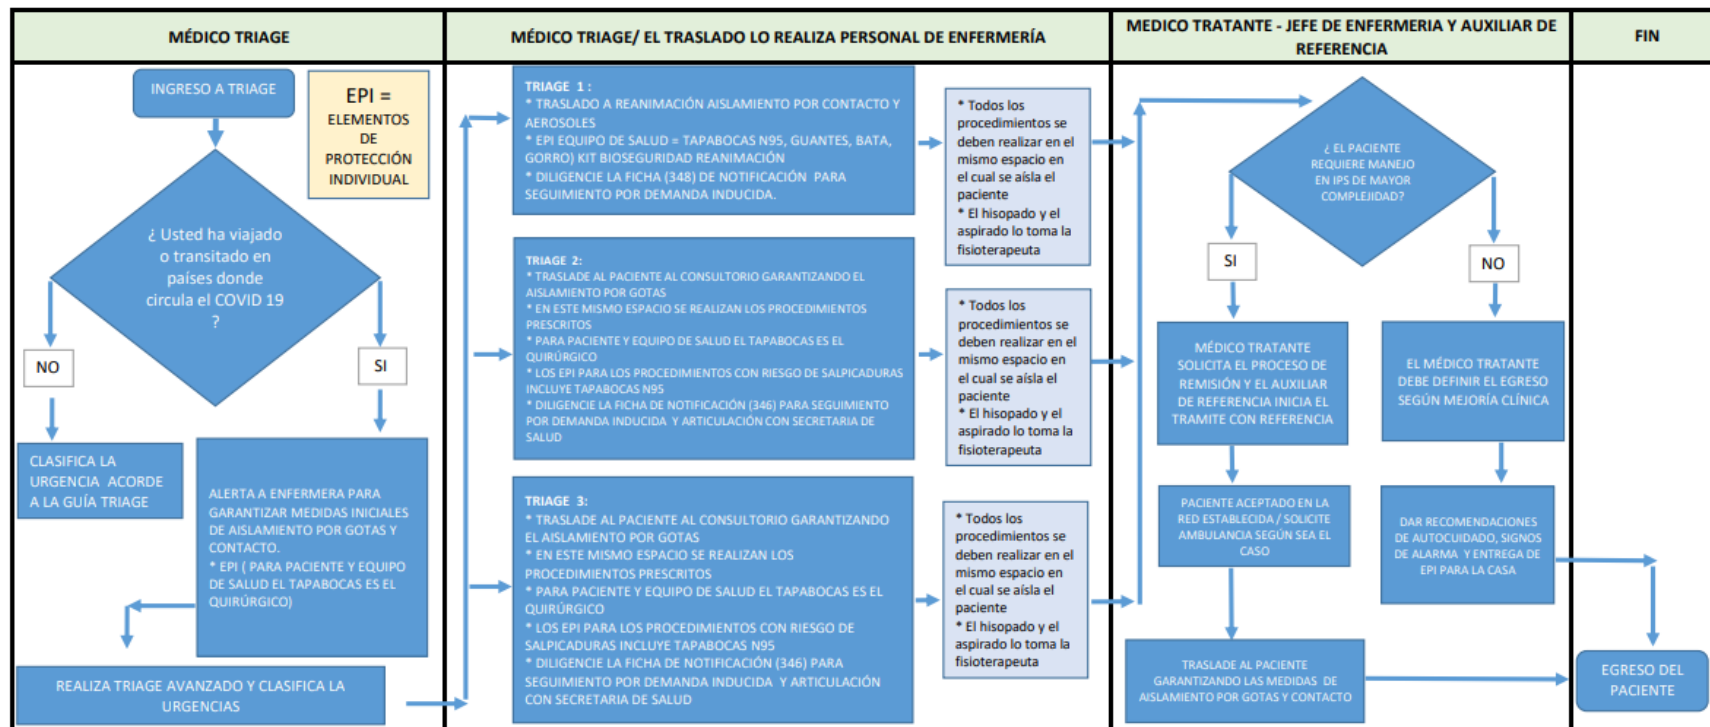 MÉDICO TRIAGE
MÉDICO TRIAGE/ EL TRASLADO LO REALIZA PERSONAL DE ENFERMERÍA
MEDICO TRATANTE - JEFE DE ENFERMERIA Y AUXILIAR DE
REFERENCIA
FIN
INGRESO A TRIAGE
EPI =
ELEMENTOS
DE
PROTECCIÓN
INDIVIDUAL
¿ Usted ha viajado
o transitado en
países donde
circula el COVID 19
?
NO
SI
CLASIFICA LA
URGENCIA ACORDE
A LA GUÍA TRIAGE
ALERTA A ENFERMERA PARA
GARANTIZAR MEDIDAS INICIALES
DE AISLAMIENTO POR GOTAS Y
CONTACTO.
* EPI ( PARA PACIENTE Y EQUIPO
DE SALUD EL TAPABOCAS ES EL
QUIRÚRGICO)
REALIZA TRIAGE AVANZADO Y CLASIFICA LA
URGENCIAS
TRIAGE 1 :
* TRASLADO A REANIMACIÓN AISLAMIENTO POR CONTACTO Y
AEROSOLES
* EPI EQUIPO DE SALUD = TAPABOCAS N95, GUANTES, BATA,
GORRO) KIT BIOSEGURIDAD REANIMACIÓN
* DILIGENCIE LA FICHA (348) DE NOTIFICACIÓN PARA
SEGUIMIENTO POR DEMANDA INDUCIDA.
* Todos los
procedimientos se
deben realizar en el
mismo espacio en
el cual se aísla el
paciente
* El hisopado y el
aspirado lo toma la
fisioterapeuta
TRIAGE 2:
* TRASLADE AL PACIENTE AL CONSULTORIO GARANTIZANDO EL
AISLAMIENTO POR GOTAS
* EN ESTE MISMO ESPACIO SE REALIZAN LOS PROCEDIMIENTOS
PRESCRITOS
* PARA PACIENTE Y EQUIPO DE SALUD EL TAPABOCAS ES EL
QUIRÚRGICO
* LOS EPI PARA LOS PROCEDIMIENTOS CON RIESGO DE SALPICADURAS
INCLUYE TAPABOCAS N95
* DILIGENCIE LA FICHA DE NOTIFICACIÓN (346) PARA SEGUIMIENTO
POR DEMANDA INDUCIDA Y ARTICULACIÓN CON SECRETARIA DE
SALUD
* Todos los
procedimientos se
deben realizar en el
mismo espacio en
el cual se aísla el
paciente
* El hisopado y el
aspirado lo toma la
fisioterapeuta
TRIAGE 3:
* TRASLADE AL PACIENTE AL CONSULTORIO GARANTIZANDO
EL AISLAMIENTO POR GOTAS
* EN ESTE MISMO ESPACIO SE REALIZAN LOS
PROCEDIMIENTOS PRESCRITOS
* PARA PACIENTE Y EQUIPO DE SALUD EL TAPABOCAS ES EL
QUIRÚRGICO
* LOS EPI PARA LOS PROCEDIMIENTOS CON RIESGO DE
SALPICADURAS INCLUYE TAPABOCAS N95
* DILIGENCIE LA FICHA DE NOTIFICACIÓN (346) PARA
SEGUIMIENTO POR DEMANDA INDUCIDA Y ARTICULACIÓN
CON SECRETARIA DE SALUD
* Todos los
procedimientos se
deben realizar en el
mismo espacio en
el cual se aísla el
paciente
* El hisopado y el
aspirado lo toma la
fisioterapeuta
¿ EL PACIENTE
REQUIERE MANEJO
EN IPS DE MAYOR
COMPLEJIDAD?
SI
NO
MÉDICO TRATANTE
SOLICITA EL PROCESO DE
REMISIÓN Y EL AUXILIAR
DE REFERENCIA INICIA EL
TRAMITE CON REFERENCIA
EL MÉDICO TRATANTE
DEBE DEFINIR EL EGRESO
SEGÚN MEJORÍA CLÍNICA
PACIENTE ACEPTADO EN LA
RED ESTABLECIDA / SOLICITE
AMBULANCIA SEGÚN SEA EL
CASO
DAR RECOMENDACIONES
DE AUTOCUIDADO, SIGNOS
DE ALARMA Y ENTREGA DE
EPI PARA LA CASA
TRASLADE AL PACIENTE
GARANTIZANDO LAS MEDIDAS DE
AISLAMIENTO POR GOTAS Y CONTACTO
EGRESO DEL
PACIENTE